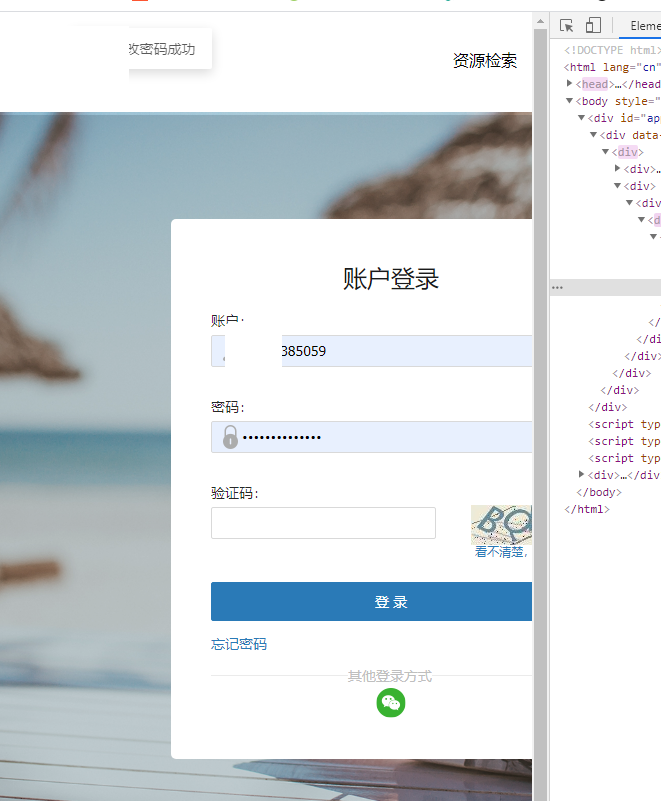 改密码成功
资源检索
账户登录
账户:
385059
密码:
••••••••••••••
验证码:
看不清楚,
登 录
忘记密码
其他登录方式
Eleme
<!DOCTYPE html>
<html lang="cn"
<head>…</head
<body style="
<div id="ap
<div data-
<div>
<div>…
<div>
<div
<d
…
</
</di
</div>
</div>
</div>
</div>
<script typ
<script typ
<script typ
<div>…</div
</body>
</html>